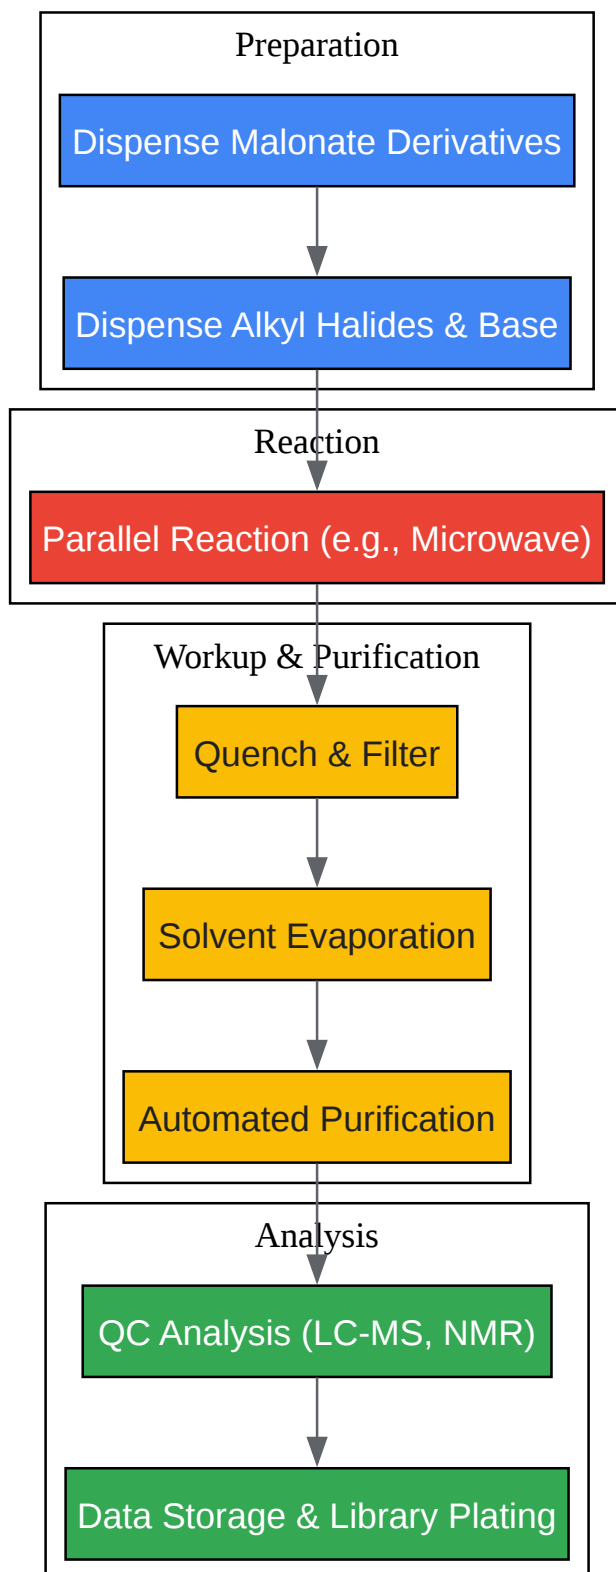 Preparation
Dispense Malonate Derivatives
Dispense Alkyl Halides & Base
Reaction
Parallel Reaction (e.g., Microwave)
Workup & Purification
Quench & Filter
Solvent Evaporation
Automated Purification
Analysis
QC Analysis (LC-MS, NMR)
Data Storage & Library Plating